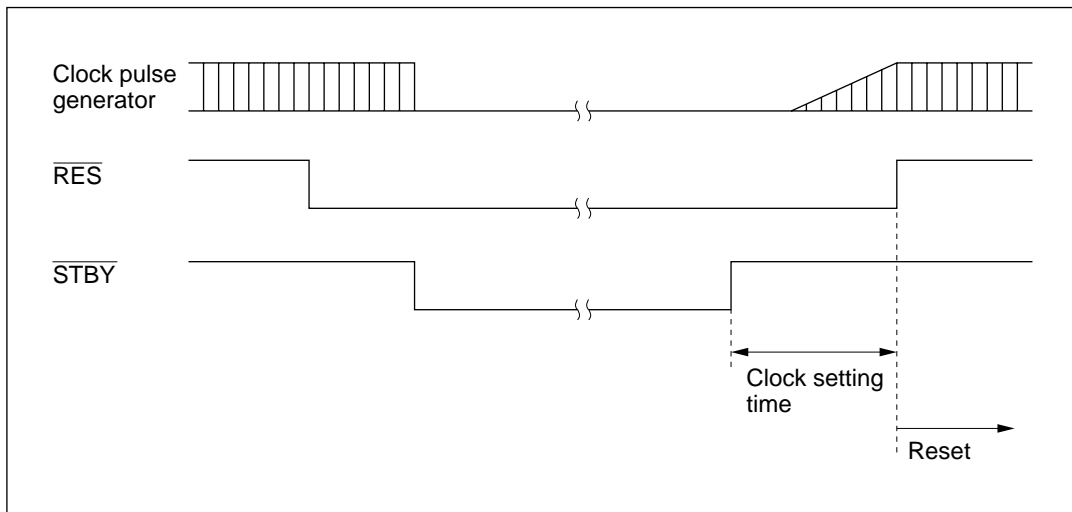 Clock pulse
generator
RES
STBY
Clock setting
time
Reset